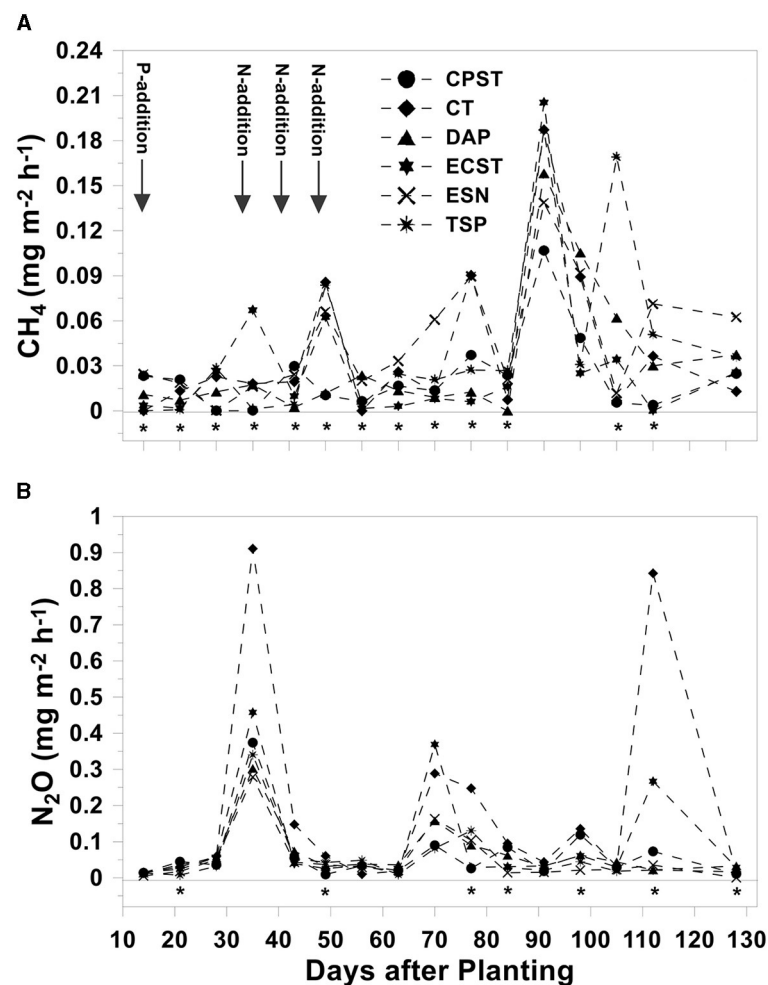 A
0.24
0.21
0.18
0.15
0.12
0.09
0.06
0.03
0
CH4 (mg m-2 h-1)
P-addition
N-addition
N-addition
N-addition
CPST
CT
DAP
ECST
ESN
TSP
* * * * * * * * * * * * *
B
1
0.9
0.8
0.7
0.6
0.5
0.4
0.3
0.2
0.1
0
N2O (mg m-2 h-1)
* * * * * * *
10 20 30 40 50 60 70 80 90 100 110 120 130
Days after Planting